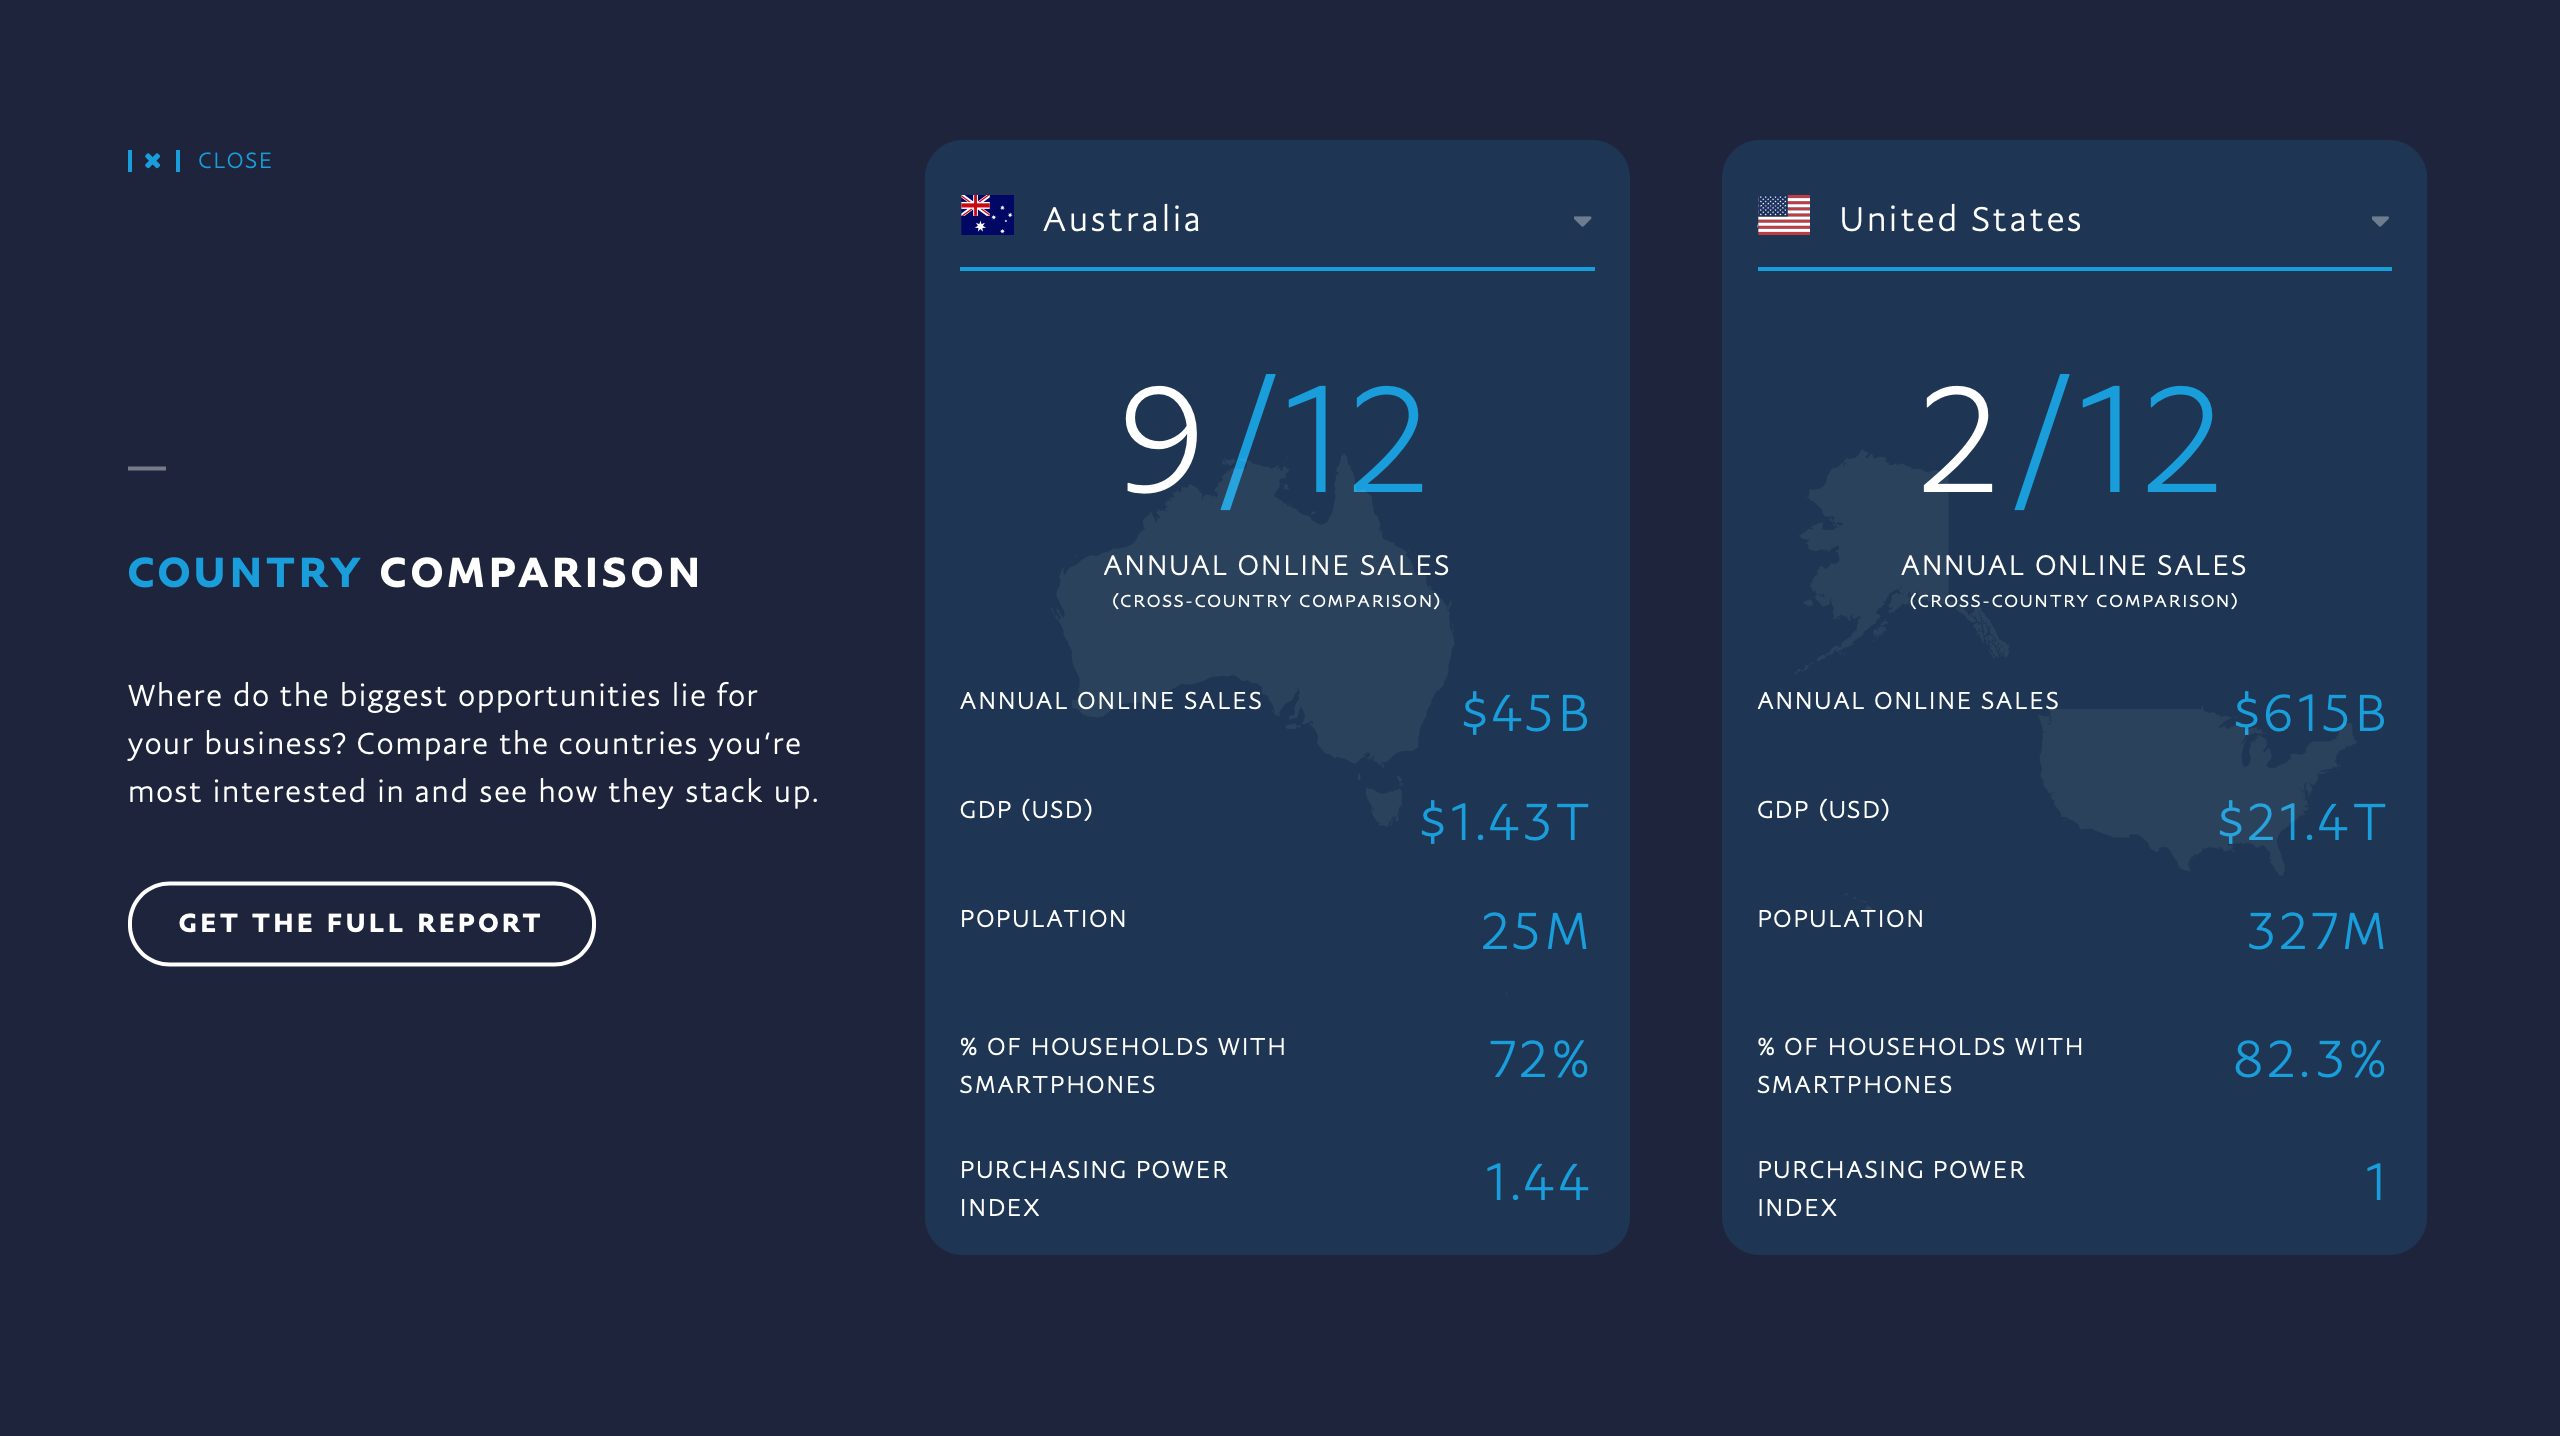 CLOSE
COUNTRY COMPARISON
Where do the biggest opportunities lie for
your business? Compare the countries you‘re
most interested in and see how they stack up.
GET THE FULL REPORT
Australia
9/12
ANNUAL ONLINE SALES
(CROSS-COUNTRY COMPARISON)
ANNUAL ONLINE SALES $45B
GDP (USD) $1.43T
POPULATION 25M
% OF HOUSEHOLDS WITH 72%
SMARTPHONES
PURCHASING POWER 1.44
INDEX
United States
2/12
ANNUAL ONLINE SALES
(CROSS-COUNTRY COMPARISON)
ANNUAL ONLINE SALES $615B
GDP (USD) $21.4T
POPULATION 327M
% OF HOUSEHOLDS WITH 82.3%
SMARTPHONES
PURCHASING POWER 1
INDEX